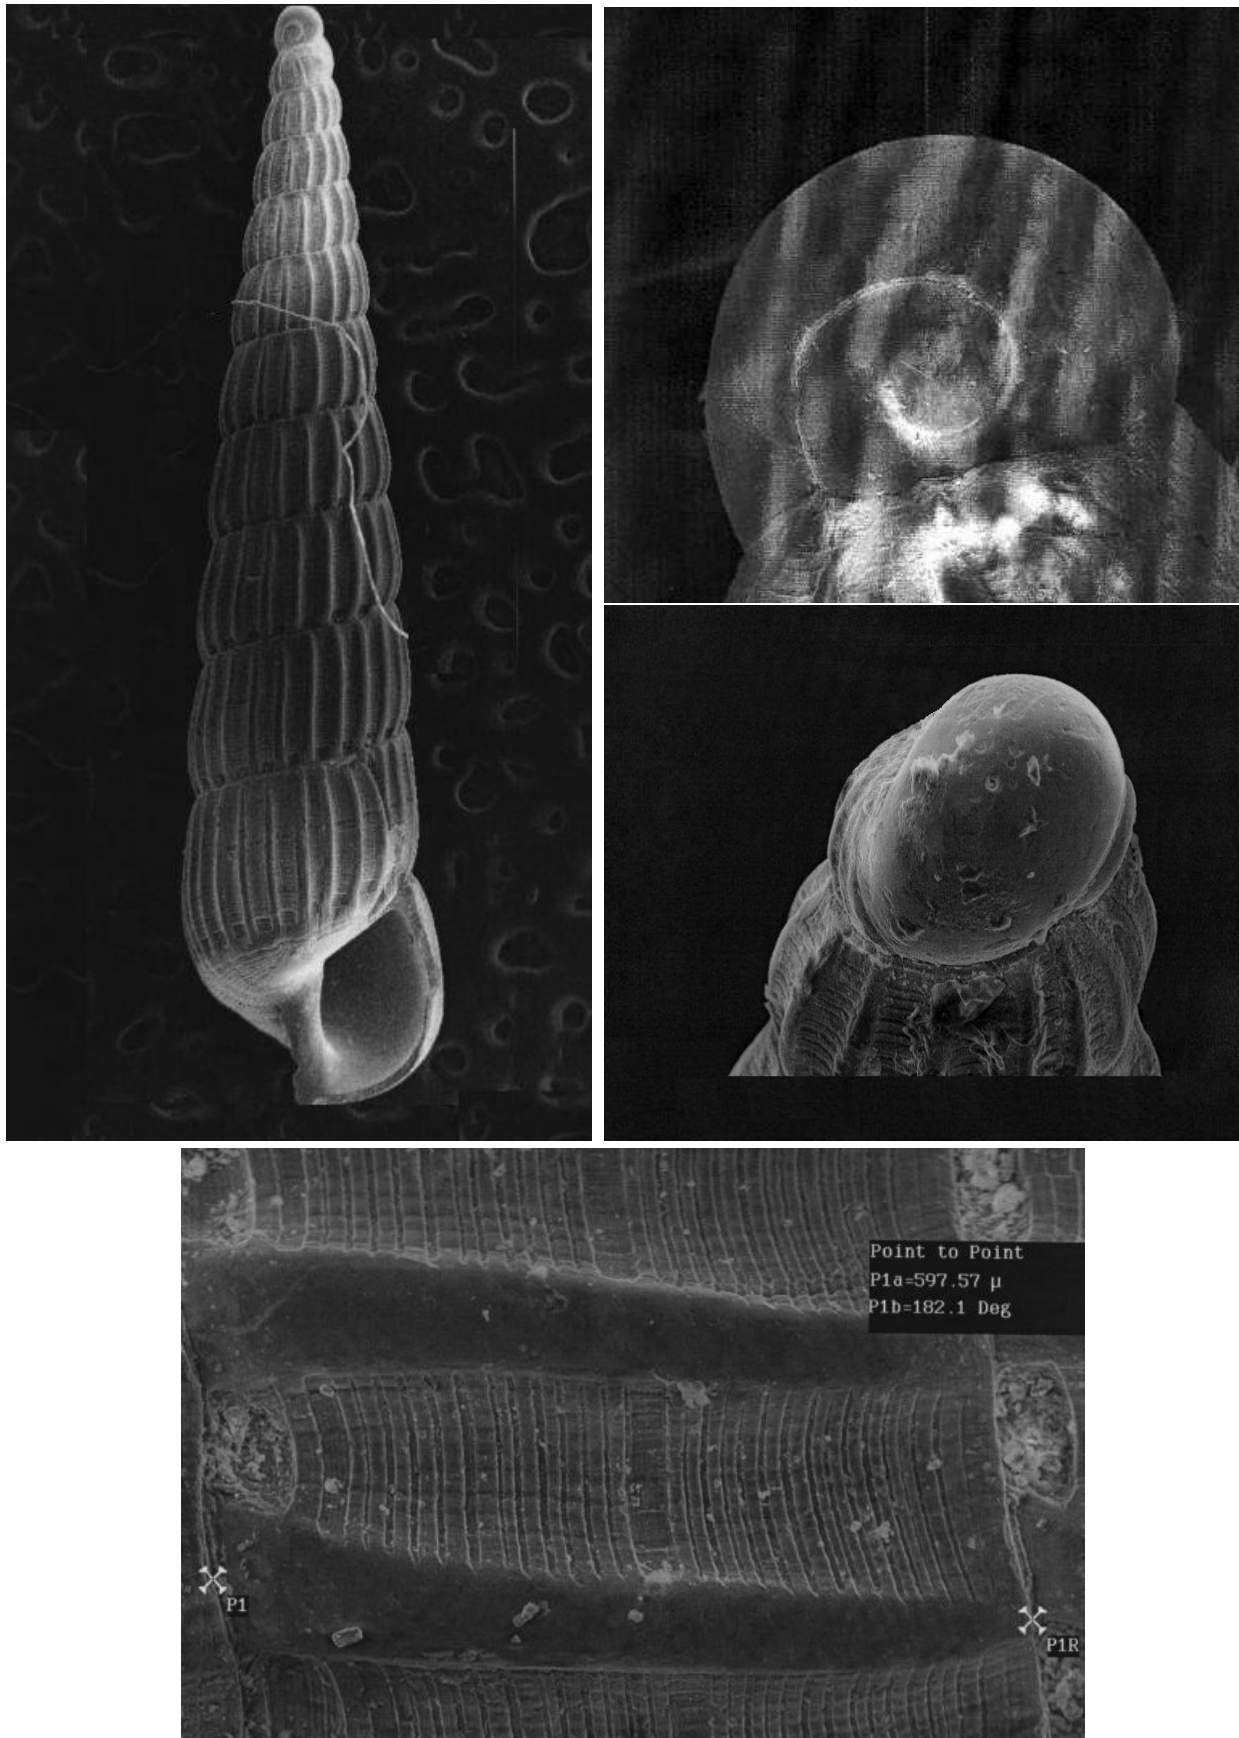 Point to Point
P1a=597.57 µ
P1b=182.1 Deg
P1
P1R